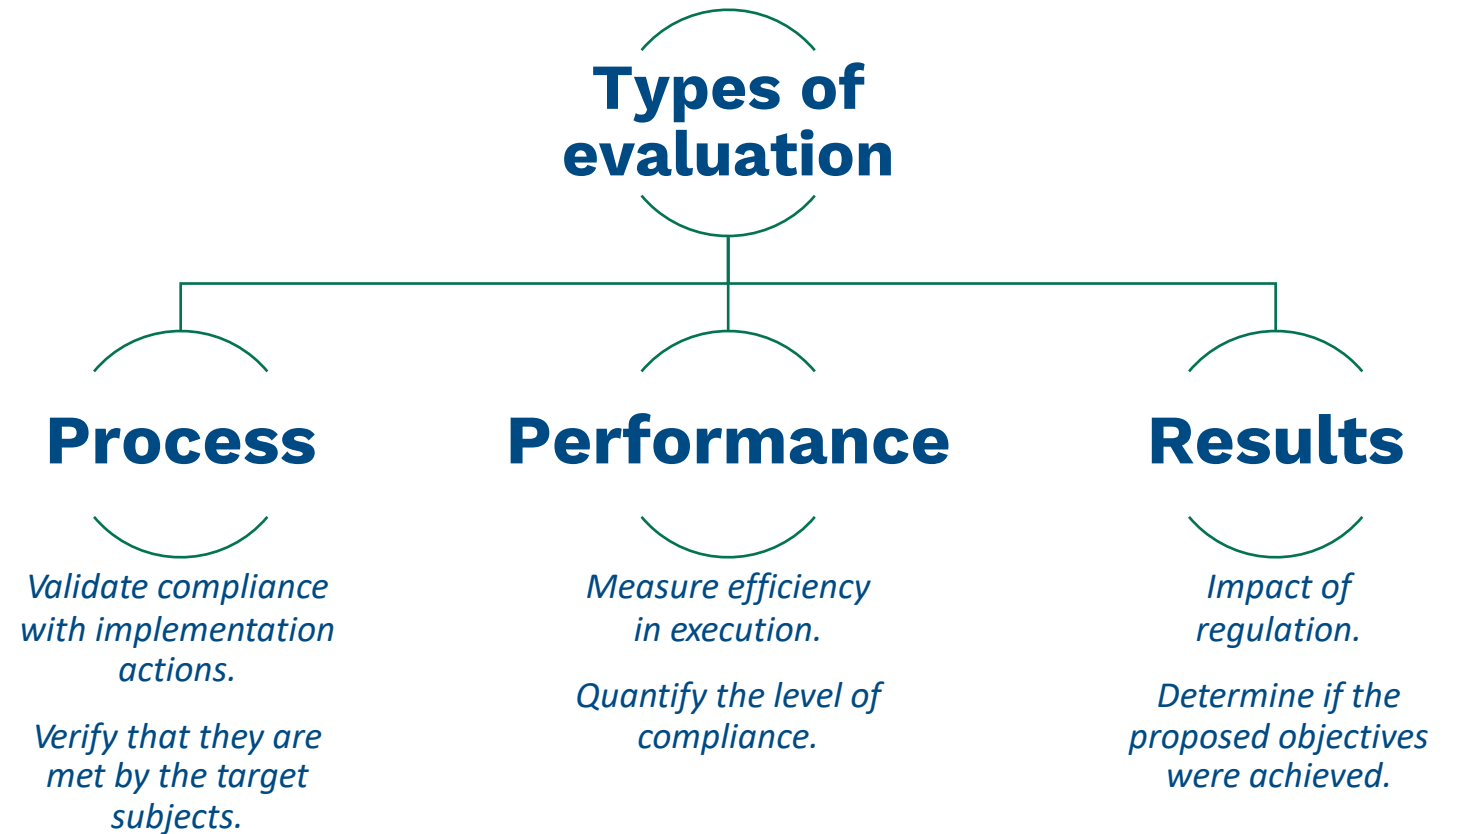 Types of
evaluation
Process
Validate compliance
with implementation
actions.
Verify that they are
met by the target
subjects.
Performance
Measure efficiency
in execution.
Quantify the level of
compliance.
Results
Impact of
regulation.
Determine if the
proposed objectives
were achieved.